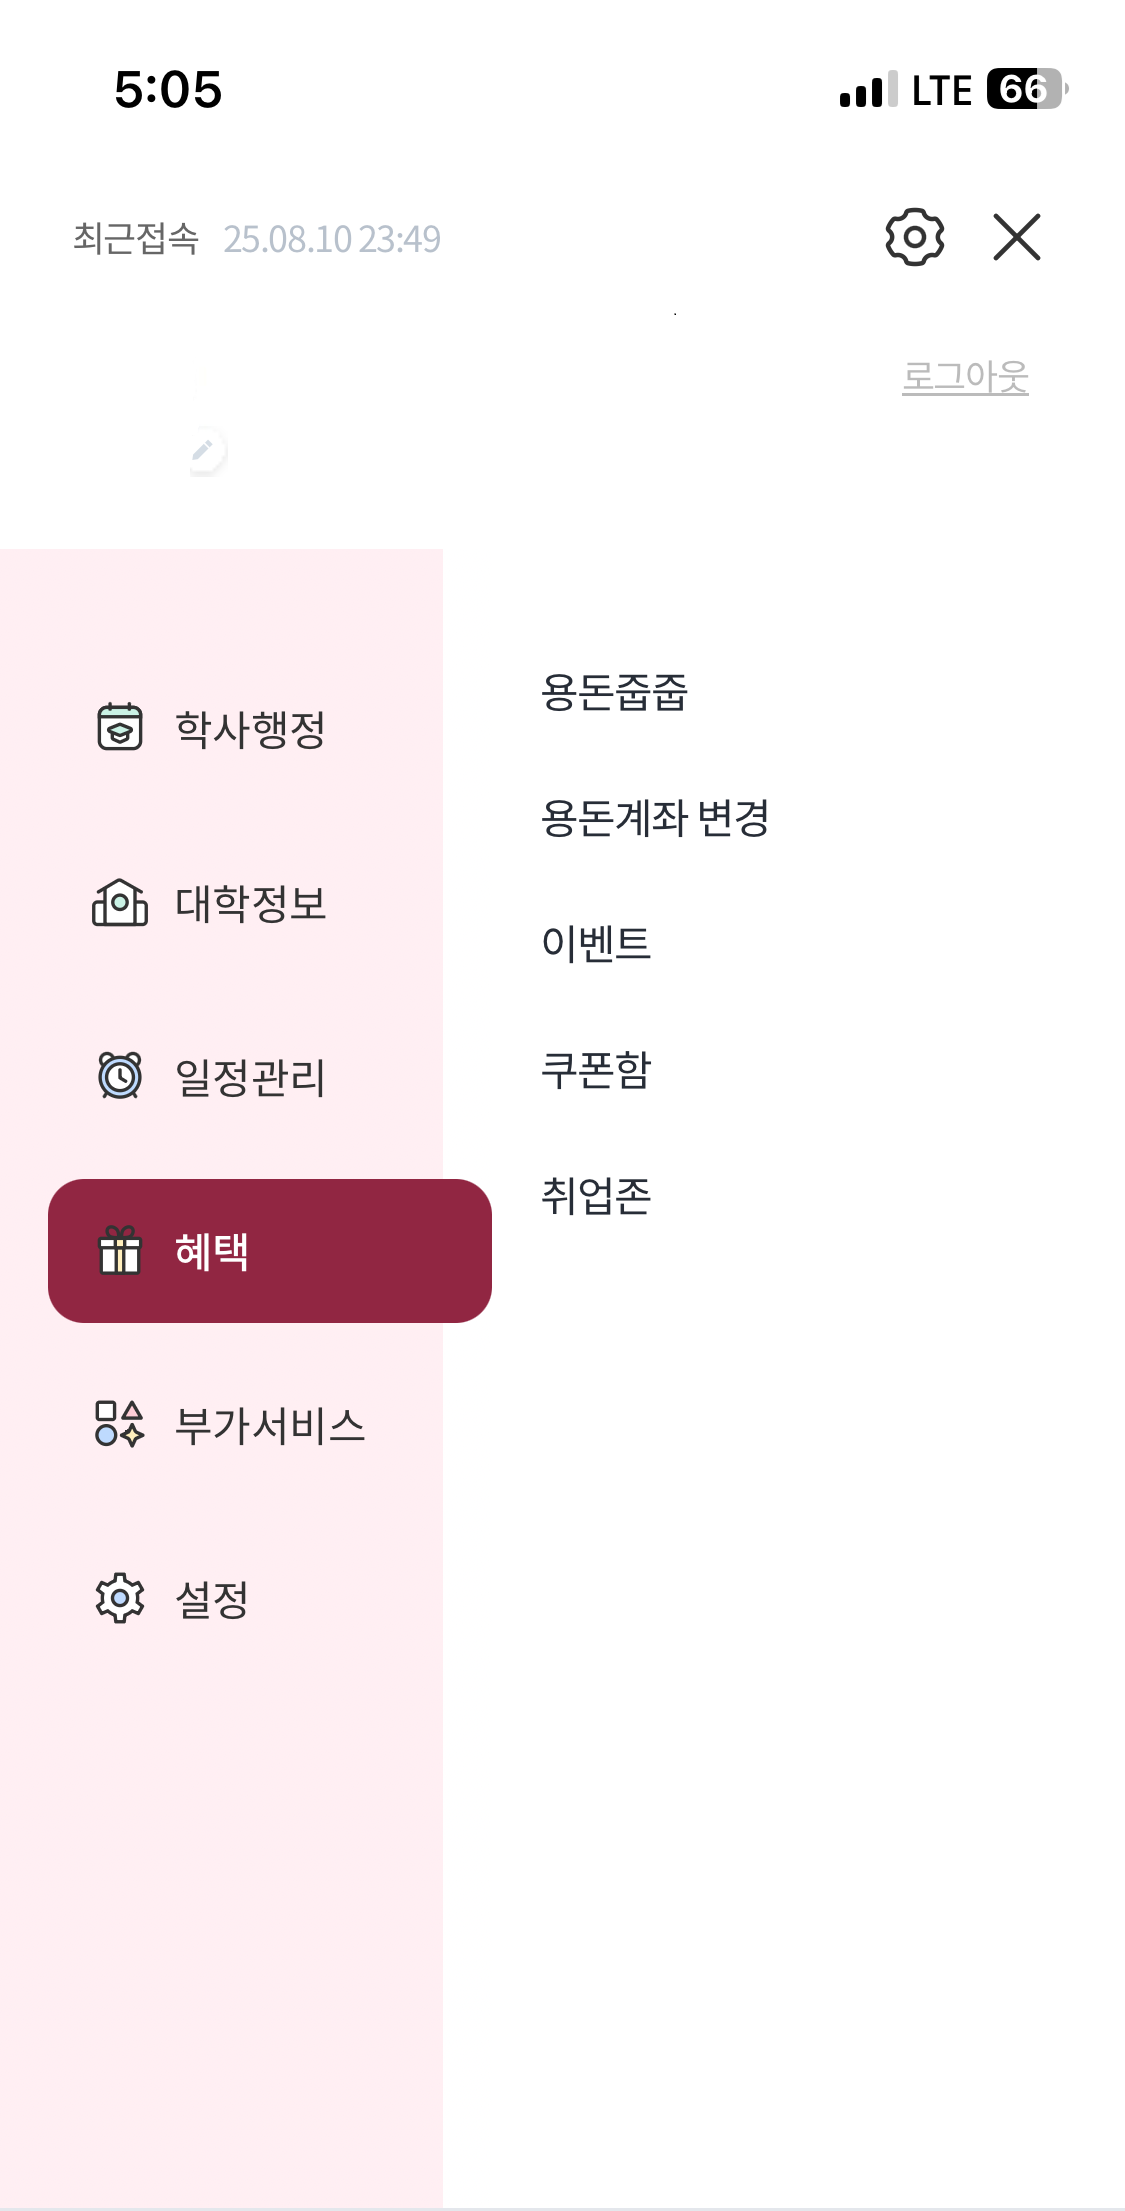 5:05 LTE 66
최근접속 25.08.10 23:49
로그아웃
학사행정
대학정보
일정관리
혜택
부가서비스
설정
용돈줍줍
용돈계좌 변경
이벤트
쿠폰함
취업존